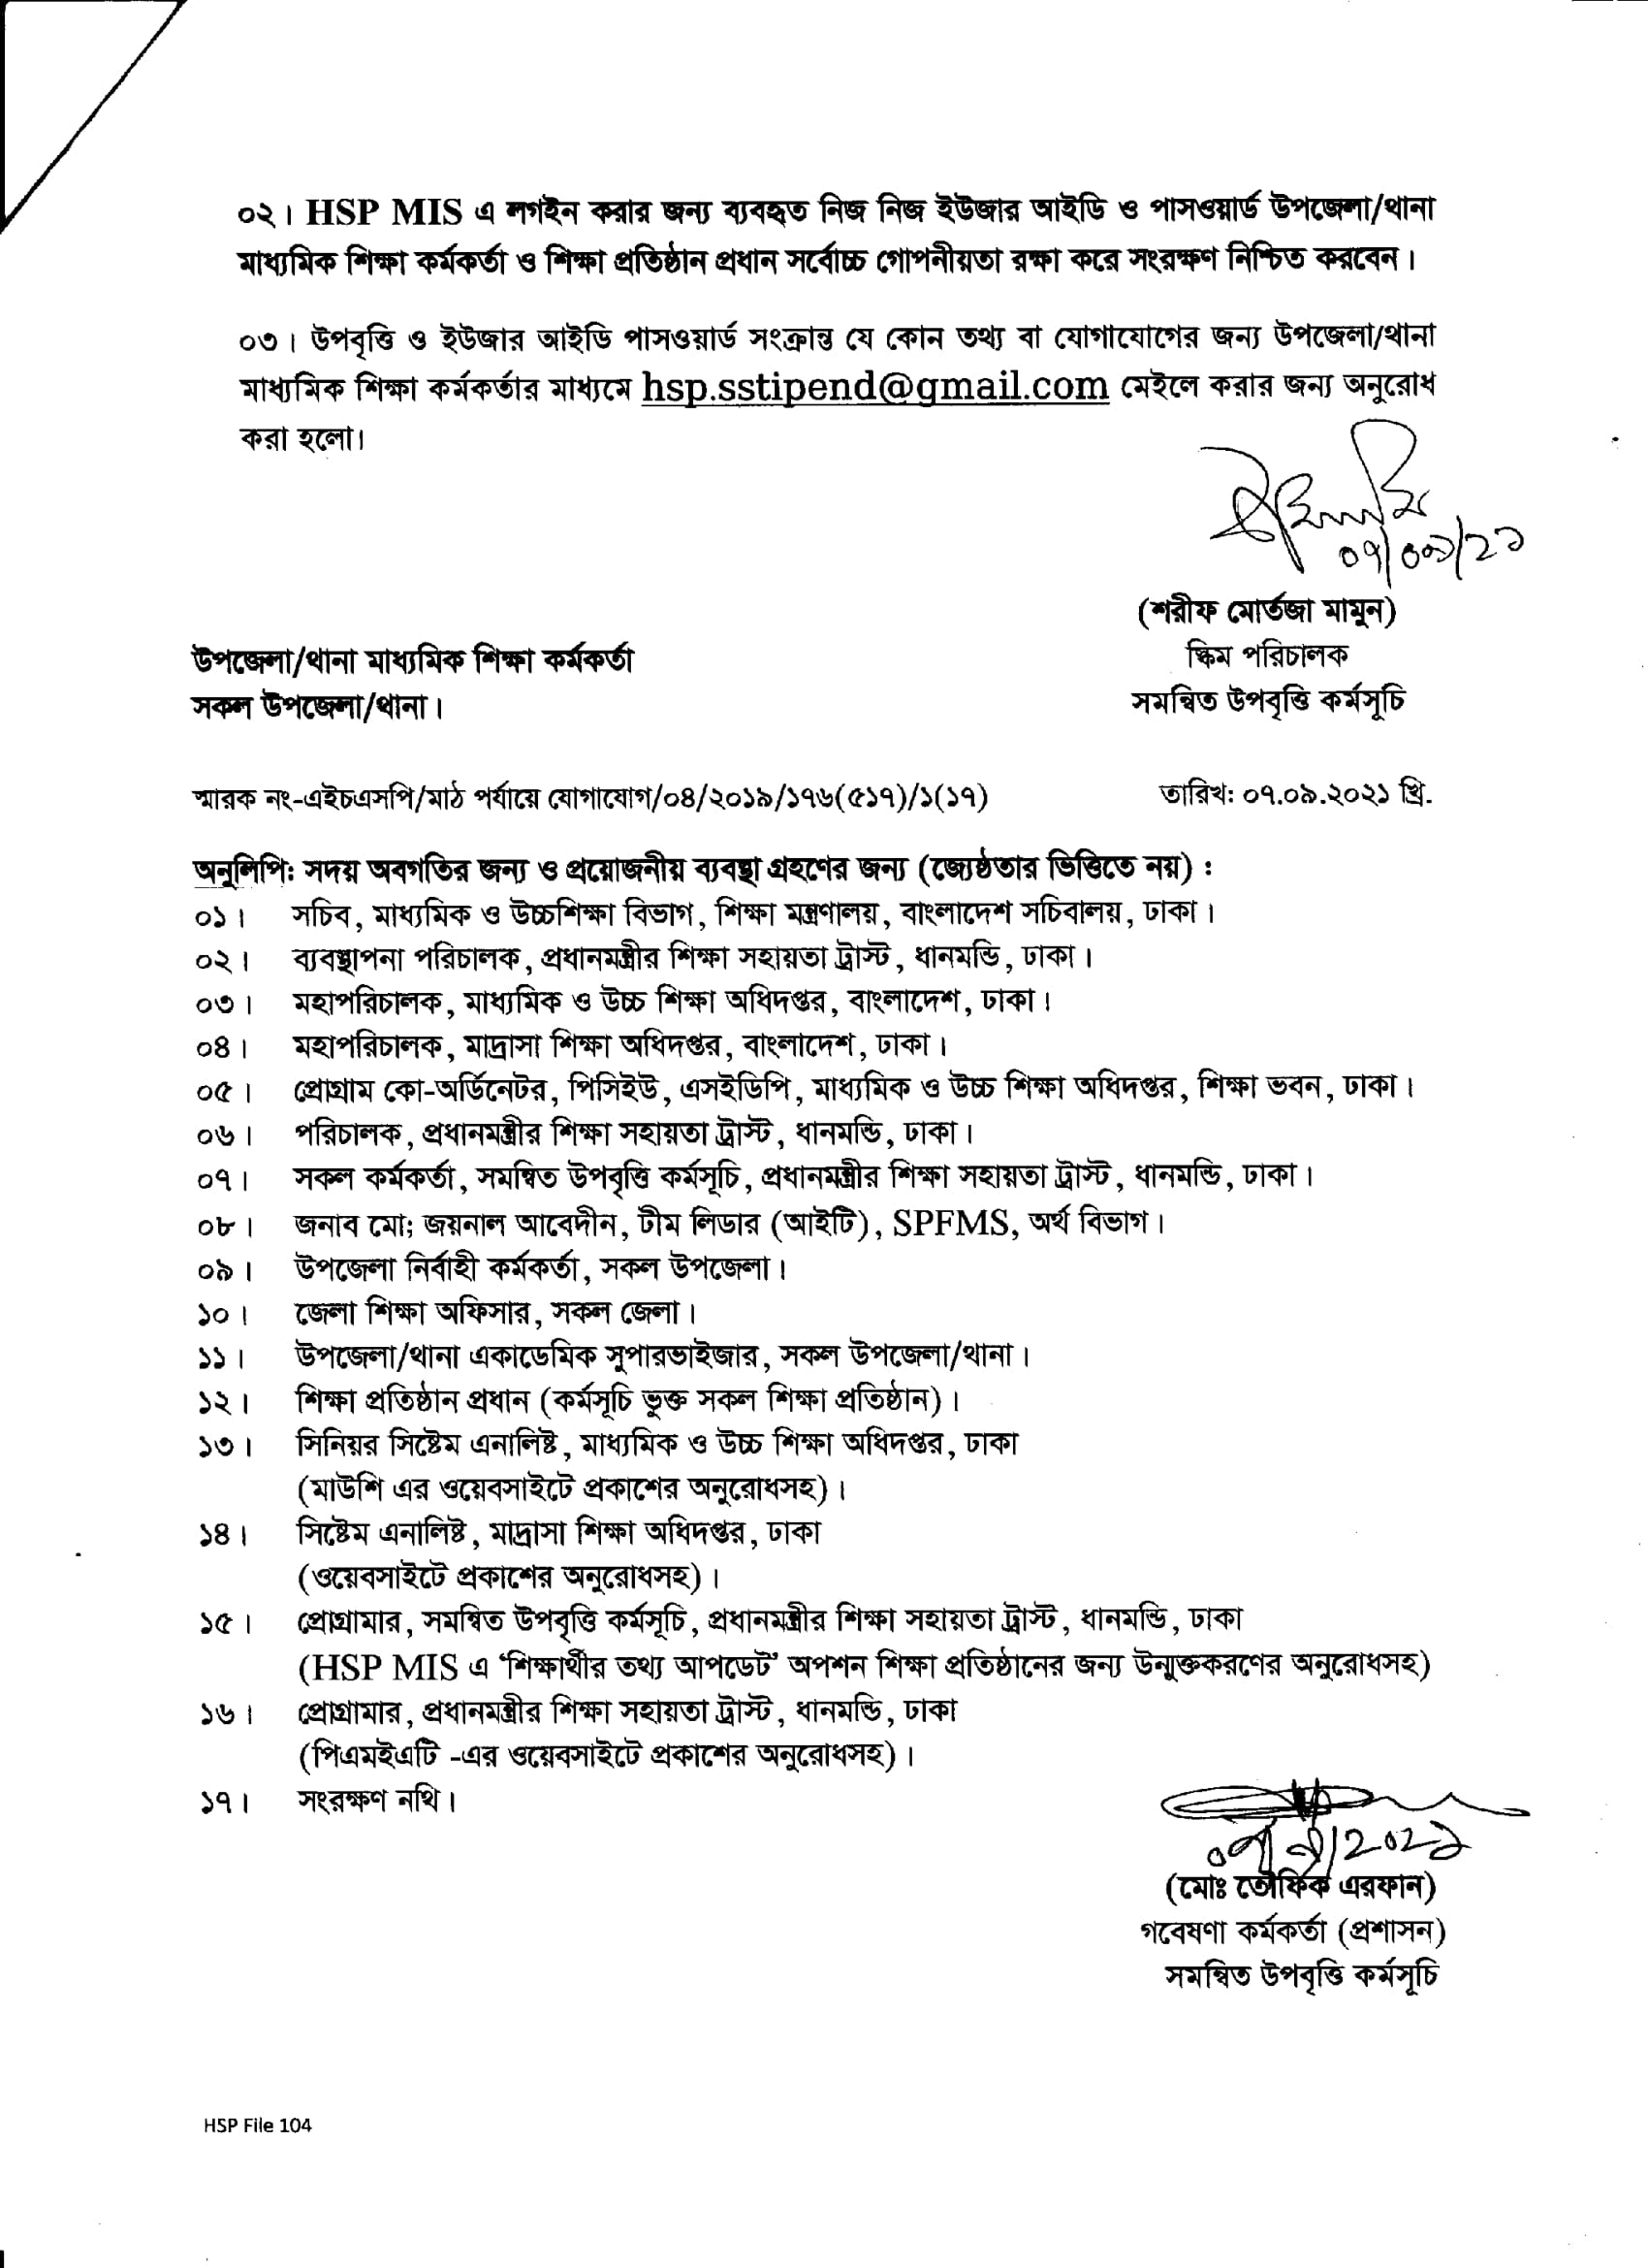 ০২। HSP MIS এ লগইন করার জন্য ব্যবহৃত নিজ নিজ ইউজার আইডি ও পাসওয়ার্ড উপজেলা/থানা
মাধ্যমিক শিক্ষা কর্মকর্তা ও শিক্ষা প্রতিষ্ঠান প্রধান সর্বোচ্চ গোপনীয়তা রক্ষা করে সংরক্ষণ নিশ্চিত করবেন।
০৩। উপবৃত্তি ও ইউজার আইডি পাসওয়ার্ড সংক্রান্ত যে কোন তথ্য বা যোগাযোগের জন্য উপজেলা/থানা
মাধ্যমিক শিক্ষা কর্মকর্তার মাধ্যমে hsp.sstipend@gmail.com মেইলে করার জন্য অনুরোধ
করা হলো।
০৭/০৯/২১
(শরীফ মোর্তজা মামুন)
স্কিম পরিচালক
সমন্বিত উপবৃত্তি কর্মসূচি
উপজেলা/থানা মাধ্যমিক শিক্ষা কর্মকর্তা
সকল উপজেলা/থানা।
স্মারক নং-এইচএসপি/মাঠ পর্যায়ে যোগাযোগ/০৪/২০১৯/১৭৬(৫১৭)/১(১৭) তারিখ: ০৭.০৯.২০২১ খ্রি.
অনুলিপি: সদয় অবগতির জন্য ও প্রয়োজনীয় ব্যবস্থা গ্রহণের জন্য (জ্যেষ্ঠতার ভিত্তিতে নয়) :
০১। সচিব, মাধ্যমিক ও উচ্চশিক্ষা বিভাগ, শিক্ষা মন্ত্রণালয়, বাংলাদেশ সচিবালয়, ঢাকা।
০২। ব্যবস্থাপনা পরিচালক, প্রধানমন্ত্রীর শিক্ষা সহায়তা ট্রাস্ট, ধানমন্ডি, ঢাকা।
০৩। মহাপরিচালক, মাধ্যমিক ও উচ্চ শিক্ষা অধিদপ্তর, বাংলাদেশ, ঢাকা।
০৪। মহাপরিচালক, মাদ্রাসা শিক্ষা অধিদপ্তর, বাংলাদেশ, ঢাকা।
০৫। প্রোগ্রাম কো-অর্ডিনেটর, পিসিইউ, এসইডিপি, মাধ্যমিক ও উচ্চ শিক্ষা অধিদপ্তর, শিক্ষা ভবন, ঢাকা।
০৬। পরিচালক, প্রধানমন্ত্রীর শিক্ষা সহায়তা ট্রাস্ট, ধানমন্ডি, ঢাকা।
০৭। সকল কর্মকর্তা, সমন্বিত উপবৃত্তি কর্মসূচি, প্রধানমন্ত্রীর শিক্ষা সহায়তা ট্রাস্ট, ধানমন্ডি, ঢাকা।
০৮। জনাব মো; জয়নাল আবেদীন, টীম লিডার (আইটি), SPFMS, অর্থ বিভাগ।
০৯। উপজেলা নির্বাহী কর্মকর্তা, সকল উপজেলা।
১০। জেলা শিক্ষা অফিসার, সকল জেলা।
১১। উপজেলা/থানা একাডেমিক সুপারভাইজার, সকল উপজেলা/থানা।
১২। শিক্ষা প্রতিষ্ঠান প্রধান (কর্মসূচি ভুক্ত সকল শিক্ষা প্রতিষ্ঠান)।
১৩। সিনিয়র সিষ্টেম এনালিষ্ট, মাধ্যমিক ও উচ্চ শিক্ষা অধিদপ্তর, ঢাকা
(মাউশি এর ওয়েবসাইটে প্রকাশের অনুরোধসহ)।
১৪। সিষ্টেম এনালিষ্ট, মাদ্রাসা শিক্ষা অধিদপ্তর, ঢাকা
(ওয়েবসাইটে প্রকাশের অনুরোধসহ)।
১৫। প্রোগ্রামার, সমন্বিত উপবৃত্তি কর্মসূচি, প্রধানমন্ত্রীর শিক্ষা সহায়তা ট্রাস্ট, ধানমন্ডি, ঢাকা
(HSP MIS এ ‘শিক্ষার্থীর তথ্য আপডেট’ অপশন শিক্ষা প্রতিষ্ঠানের জন্য উন্মুক্তকরণের অনুরোধসহ)
১৬। প্রোগ্রামার, প্রধানমন্ত্রীর শিক্ষা সহায়তা ট্রাস্ট, ধানমন্ডি, ঢাকা
(পিএমইএটি -এর ওয়েবসাইটে প্রকাশের অনুরোধসহ)।
১৭। সংরক্ষণ নথি।
০৭/৯/২০২১
(মোঃ তৌফিক এরফান)
গবেষণা কর্মকর্তা (প্রশাসন)
সমন্বিত উপবৃত্তি কর্মসূচি
HSP File 104